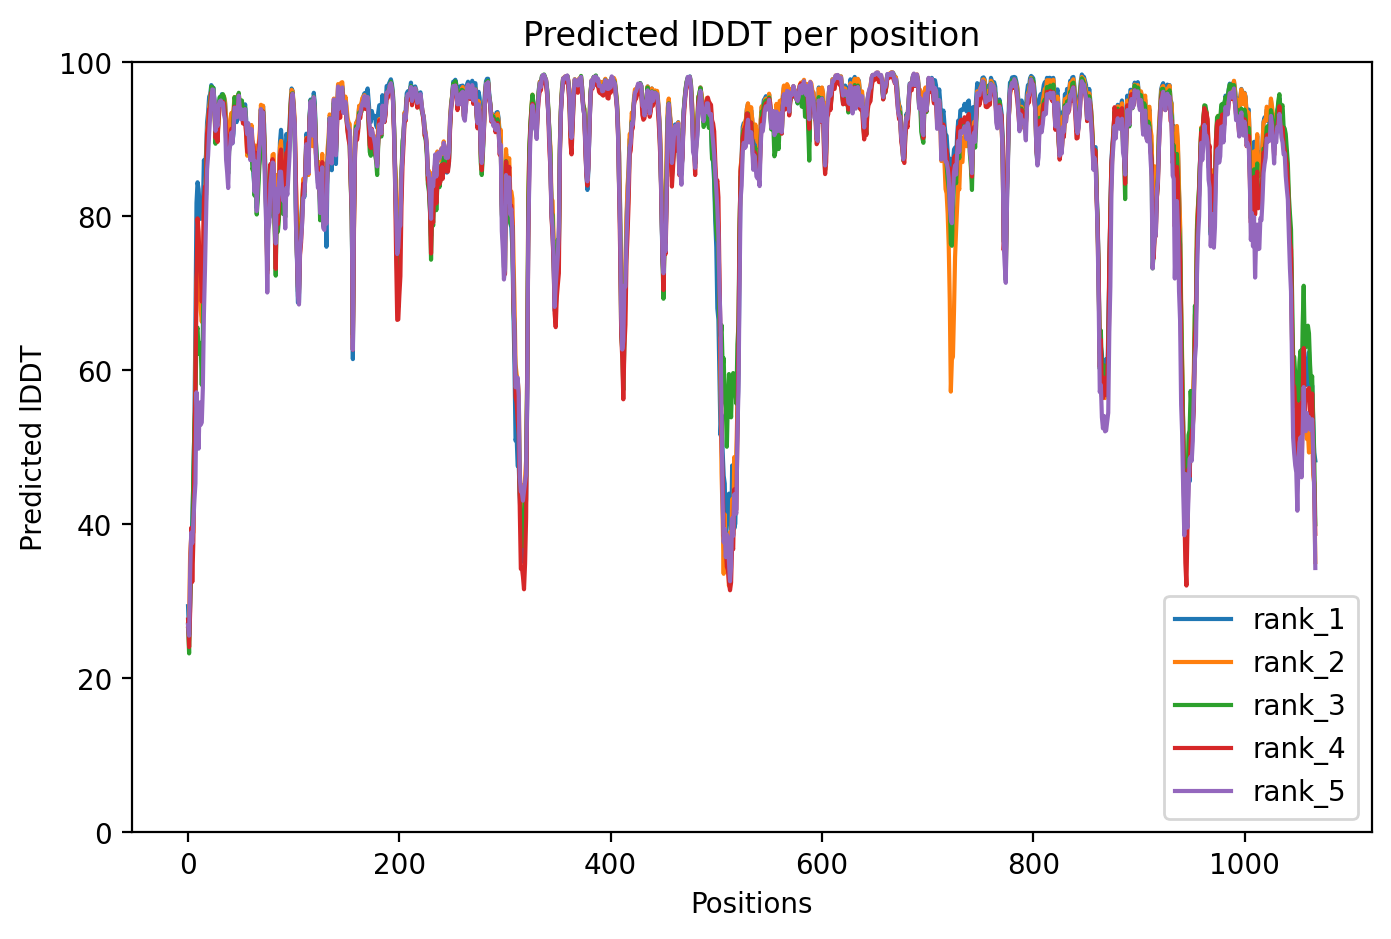 Predicted lDDT per position
100
80
60
40
20
0
Predicted lDDT
0 200 400 600 800 1000
Positions
rank_1
rank_2
rank_3
rank_4
rank_5